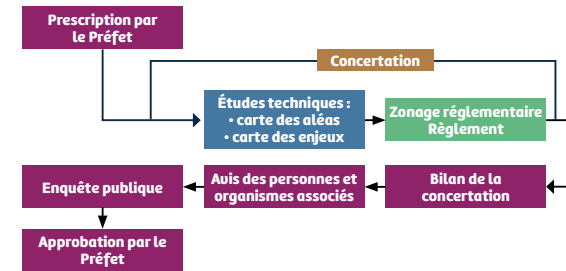 Prescription par
le Préfet
Concertation
Études techniques :
• carte des aléas
• carte des enjeux
Zonage réglementaire
Règlement
Bilan de la
concertation
Avis des personnes et
organismes associés
Enquête publique
Approbation par le
Préfet